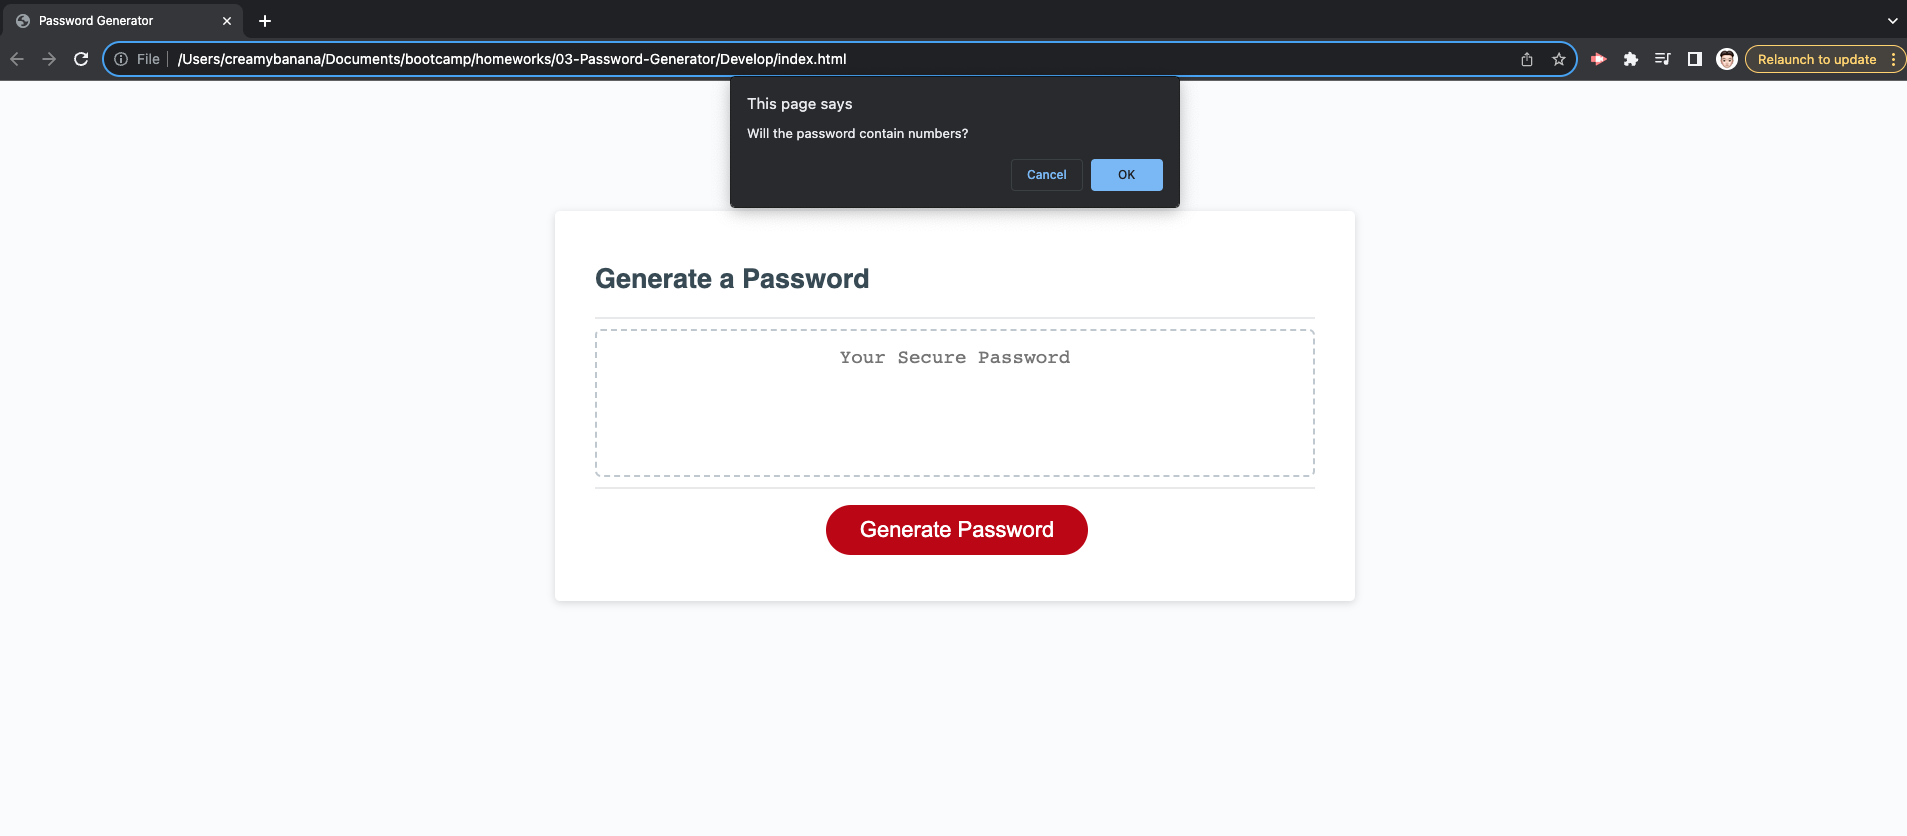 Password Generator
File /Users/creamybanana/Documents/bootcamp/homeworks/03-Password-Generator/Develop/index.html
Relaunch to update
This page says
Will the password contain numbers?
Cancel OK
Generate a Password
Your Secure Password
Generate Password